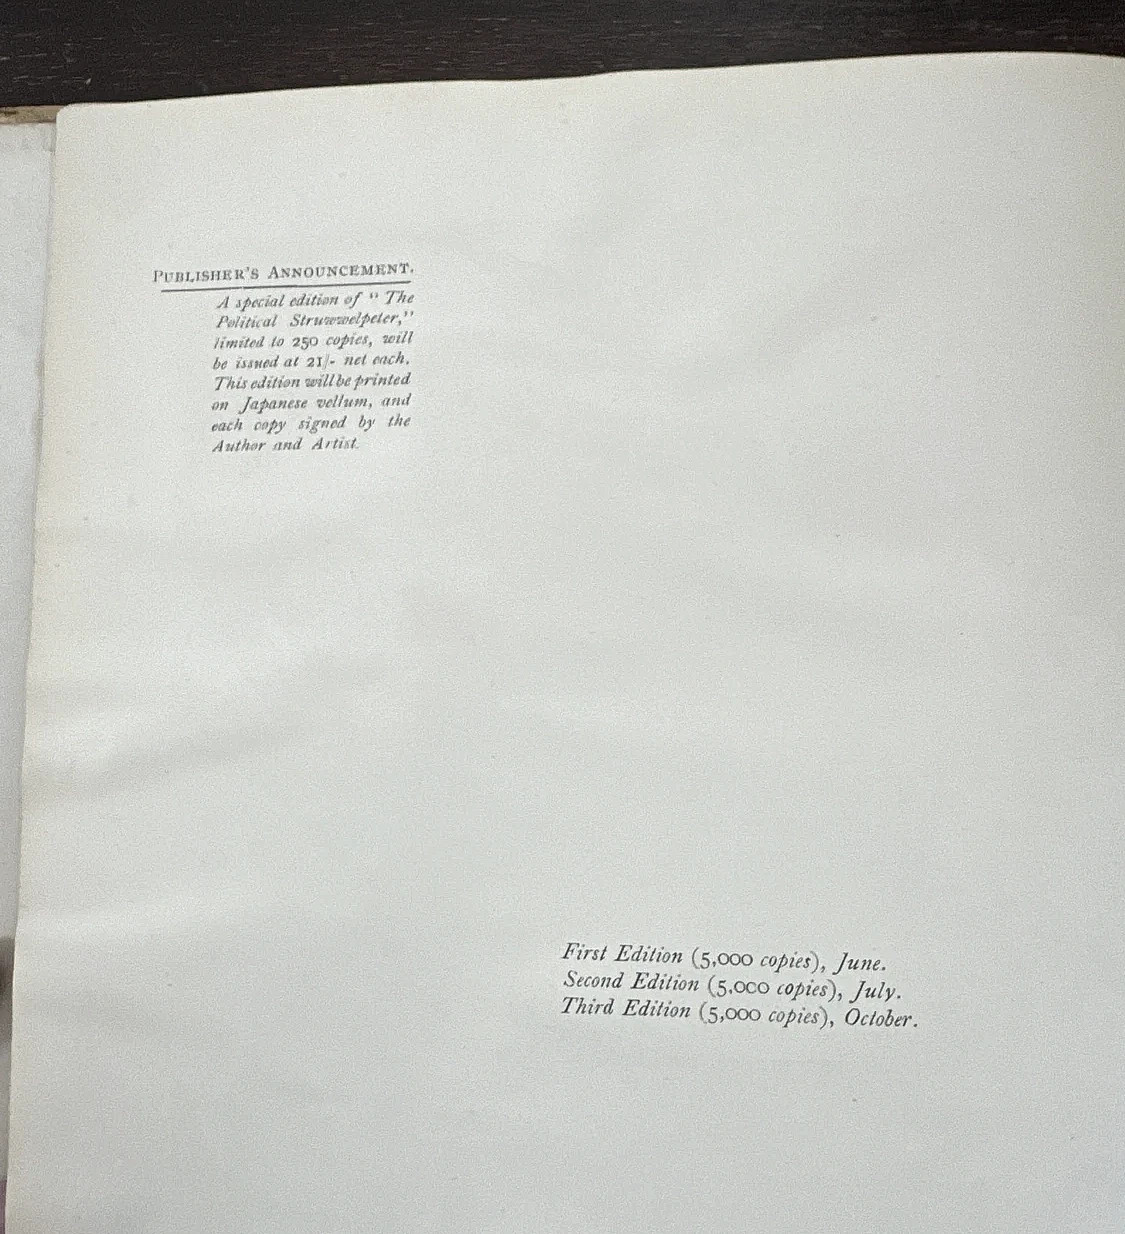 PUBLISHER'S ANNOUNCEMENT.
A special edition of "The
Political Struwwelpeter,"
limited to 250 copies, will
be issued at 21/- net each.
This edition will be printed
on Japanese vellum, and
each copy signed by the
Author and Artist.
First Edition (5,000 copies), June.
Second Edition (5,000 copies), July.
Third Edition (5,000 copies), October.